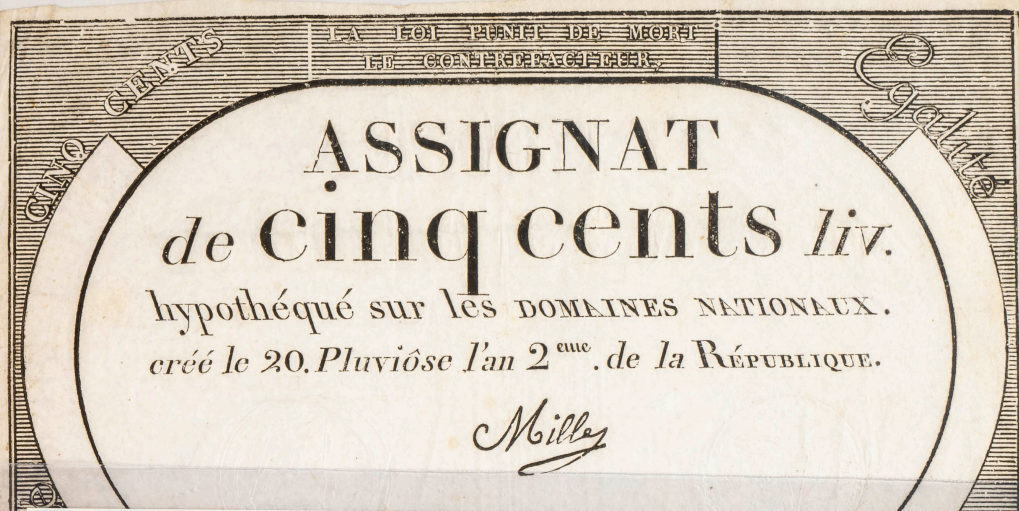 LA LOI PUNIT DE MORT
LE CONTREFACTEUR.
CINQ CENTS
Egalité
ASSIGNAT
de cinq cents liv.
hypothéqué sur les DOMAINES NATIONAUX.
créé le 20. Pluviôse l'an 2eme. de la RÉPUBLIQUE.
Milly